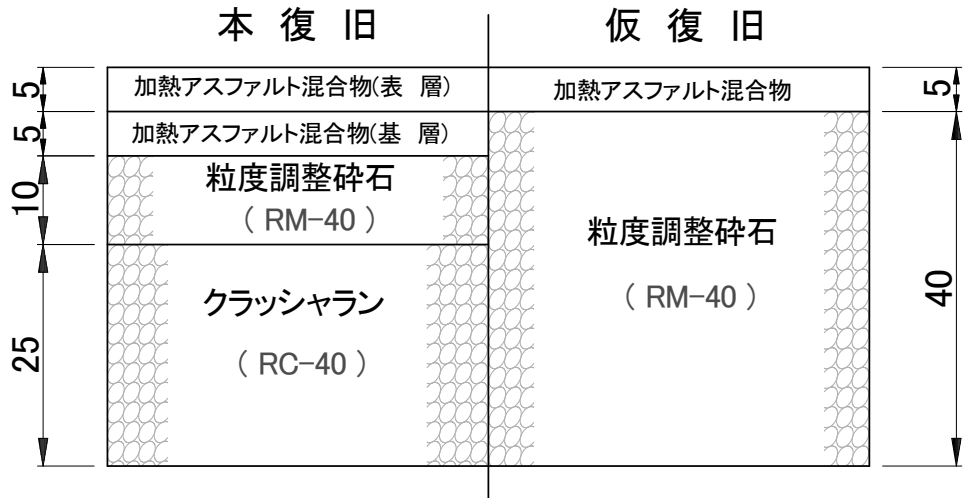 本 復 旧
仮 復 旧
5
加熱アスファルト混合物(表 層)
加熱アスファルト混合物
5
5
加熱アスファルト混合物(基 層)
10
粒度調整砕石
( RM-40 )
粒度調整砕石
( RM-40 )
40
25
クラッシャラン
( RC-40 )